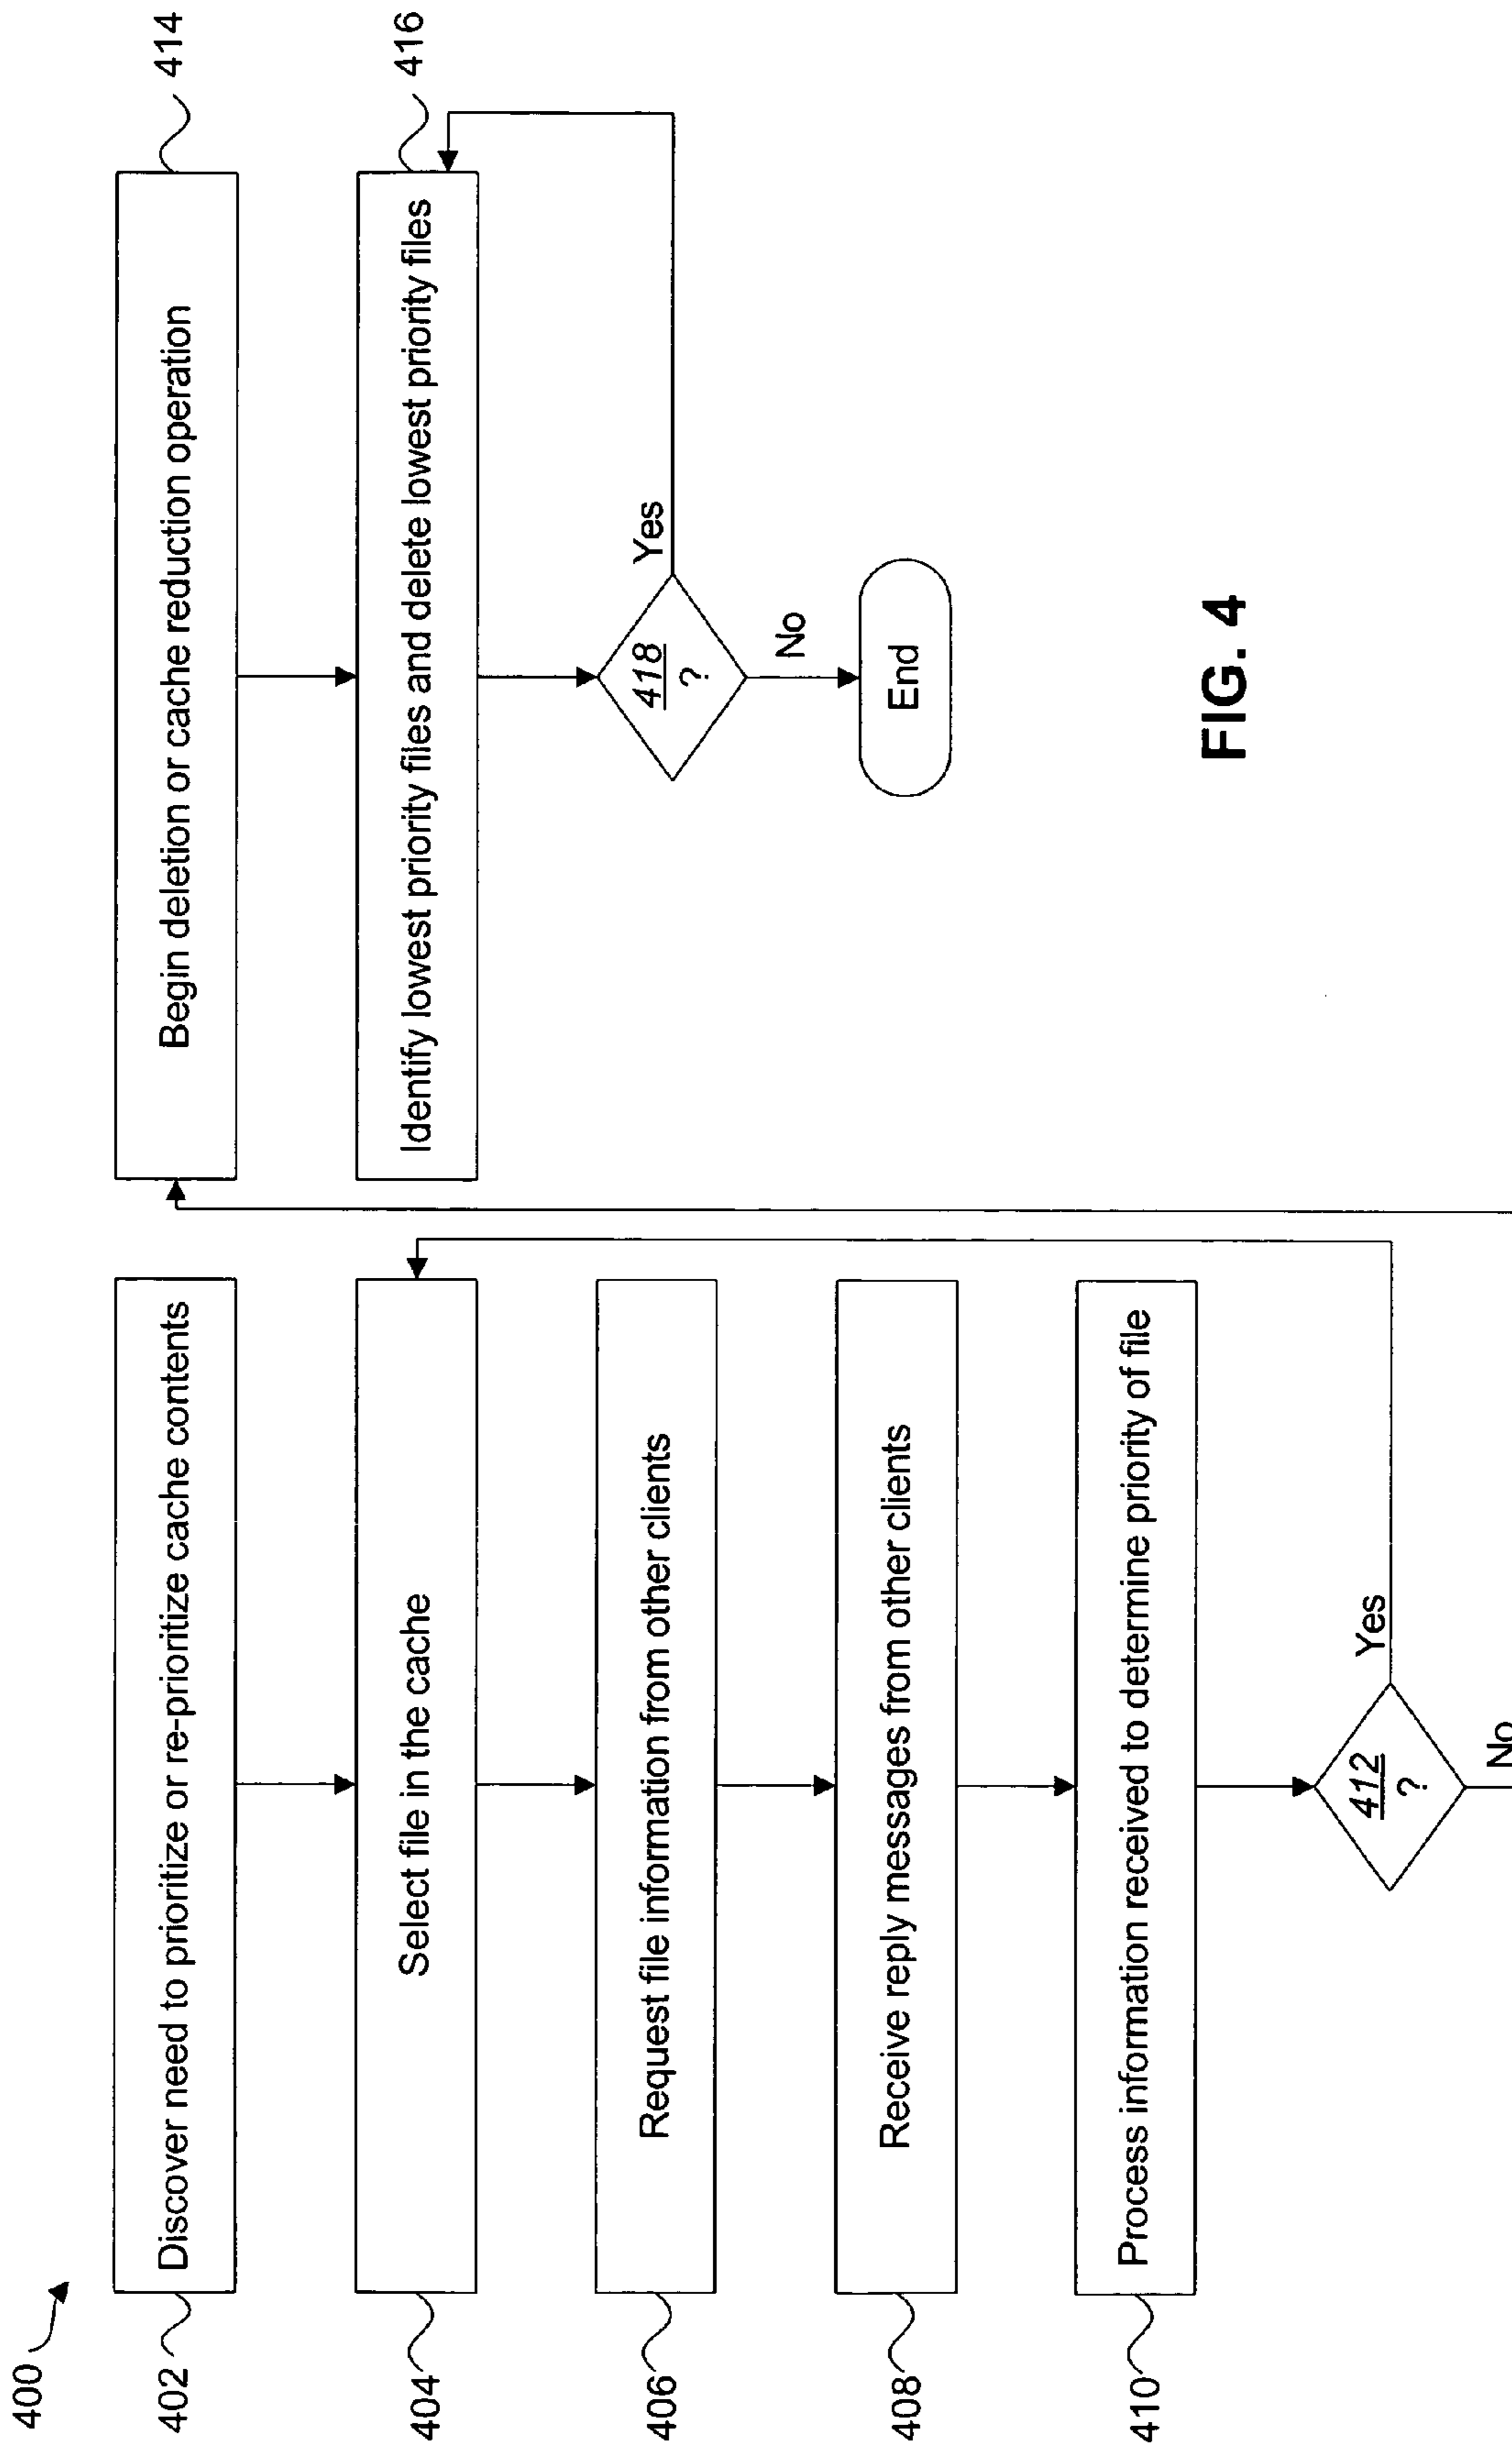 400
402
Discover need to prioritize or re-prioritize cache contents
404
Select file in the cache
406
Request file information from other clients
408
Receive reply messages from other clients
410
Process information received to determine priority of file
412
?
Yes
No
414
Begin deletion or cache reduction operation
416
Identify lowest priority files and delete lowest priority files
418
?
Yes
No
End
FIG. 4